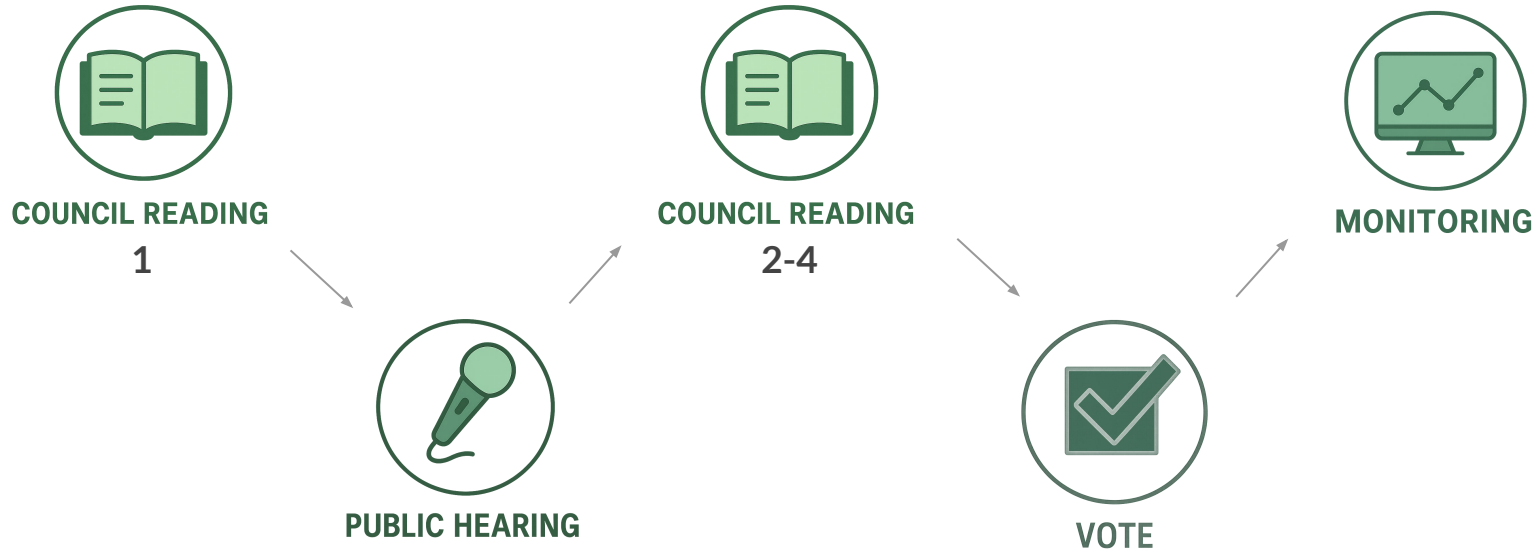 COUNCIL READING
1
PUBLIC HEARING
COUNCIL READING
2-4
VOTE
MONITORING